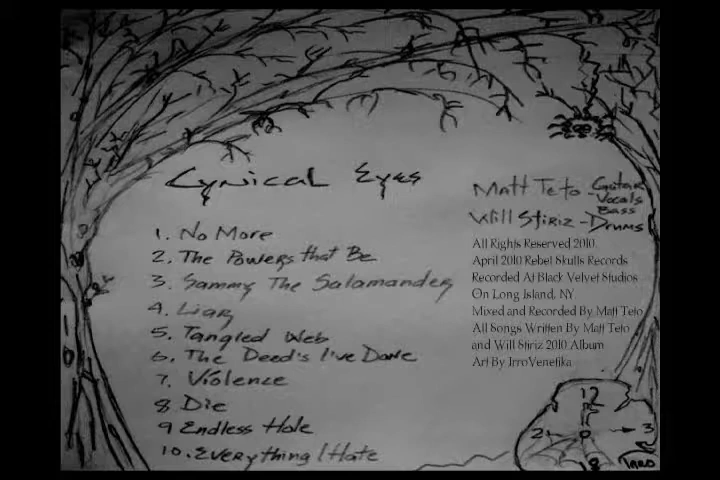 Cynical Eyes
1. No More
2. The Powers that Be
3. Sammy The Salamander
4. Liar
5. Tangled Web
6. The Deed's I've Done
7. Violence
8 Die
9 Endless Hole
10. Everything I Hate
Matt Teto - Guitar
Vocals
Bass
Will Stiriz - Drums
All Rights Reserved 2010.
April 2010 Rebel Skulls Records
Recorded At Black Velvet Studios
On Long Island, NY.
Mixed and Recorded By Matt Teto
All Songs Written By Matt Teto
and Will Stiriz 2010 Album
Art By IrroVenetika
12
2 3